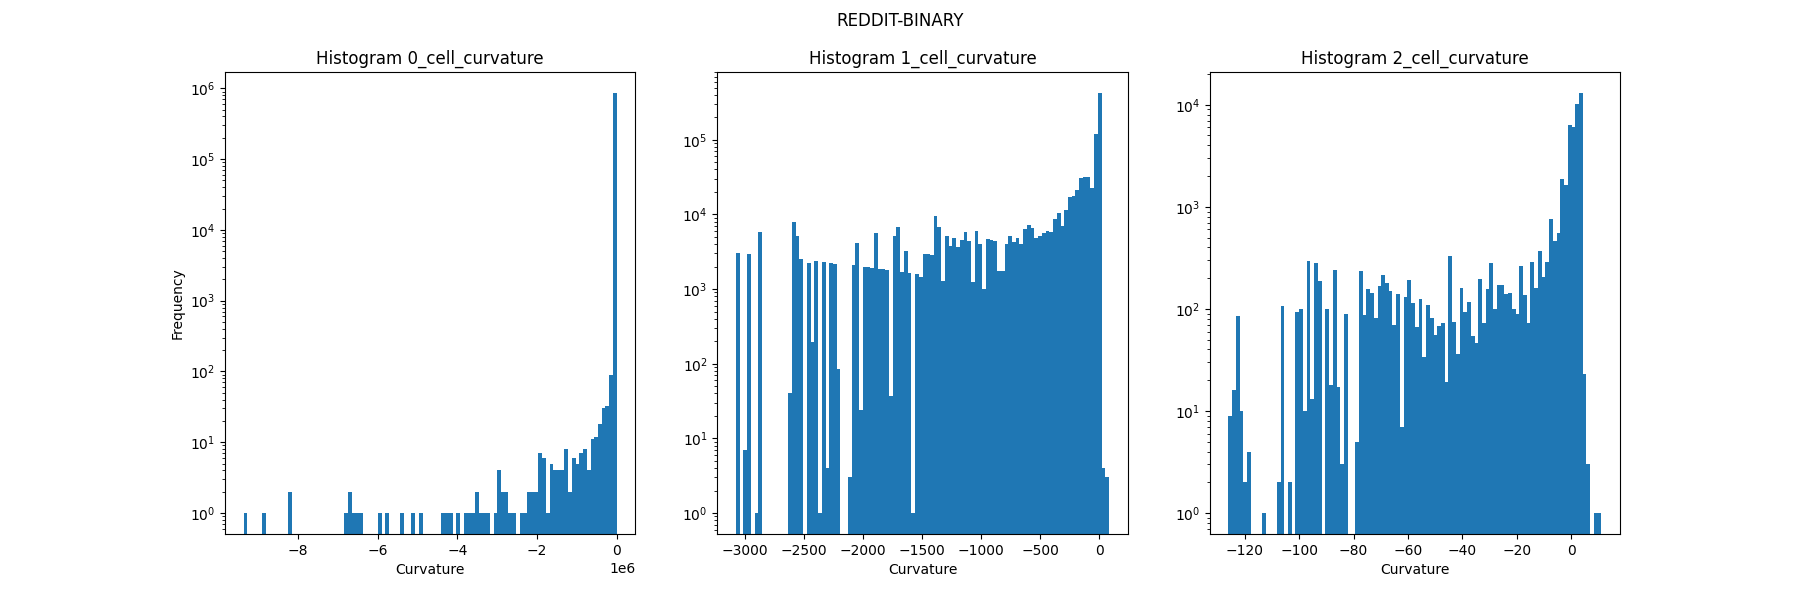 REDDIT-BINARY
Histogram 0_cell_curvature
Frequency
10^6
10^5
10^4
10^3
10^2
10^1
10^0
−8 −6 −4 −2 0
1e6
Curvature
Histogram 1_cell_curvature
10^5
10^4
10^3
10^2
10^1
10^0
−3000 −2500 −2000 −1500 −1000 −500 0
Curvature
Histogram 2_cell_curvature
10^4
10^3
10^2
10^1
10^0
−120 −100 −80 −60 −40 −20 0
Curvature